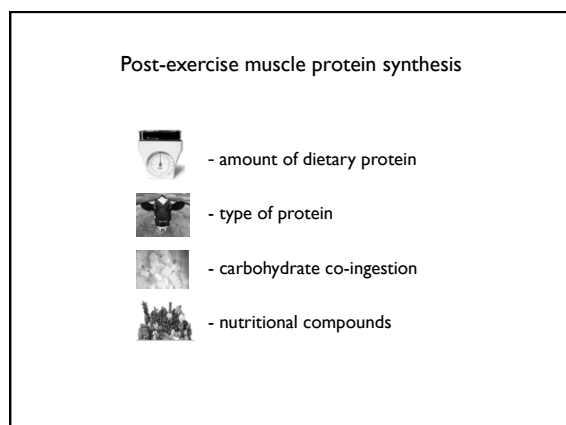 Post-exercise muscle protein synthesis
- amount of dietary protein
- type of protein
- carbohydrate co-ingestion
- nutritional compounds